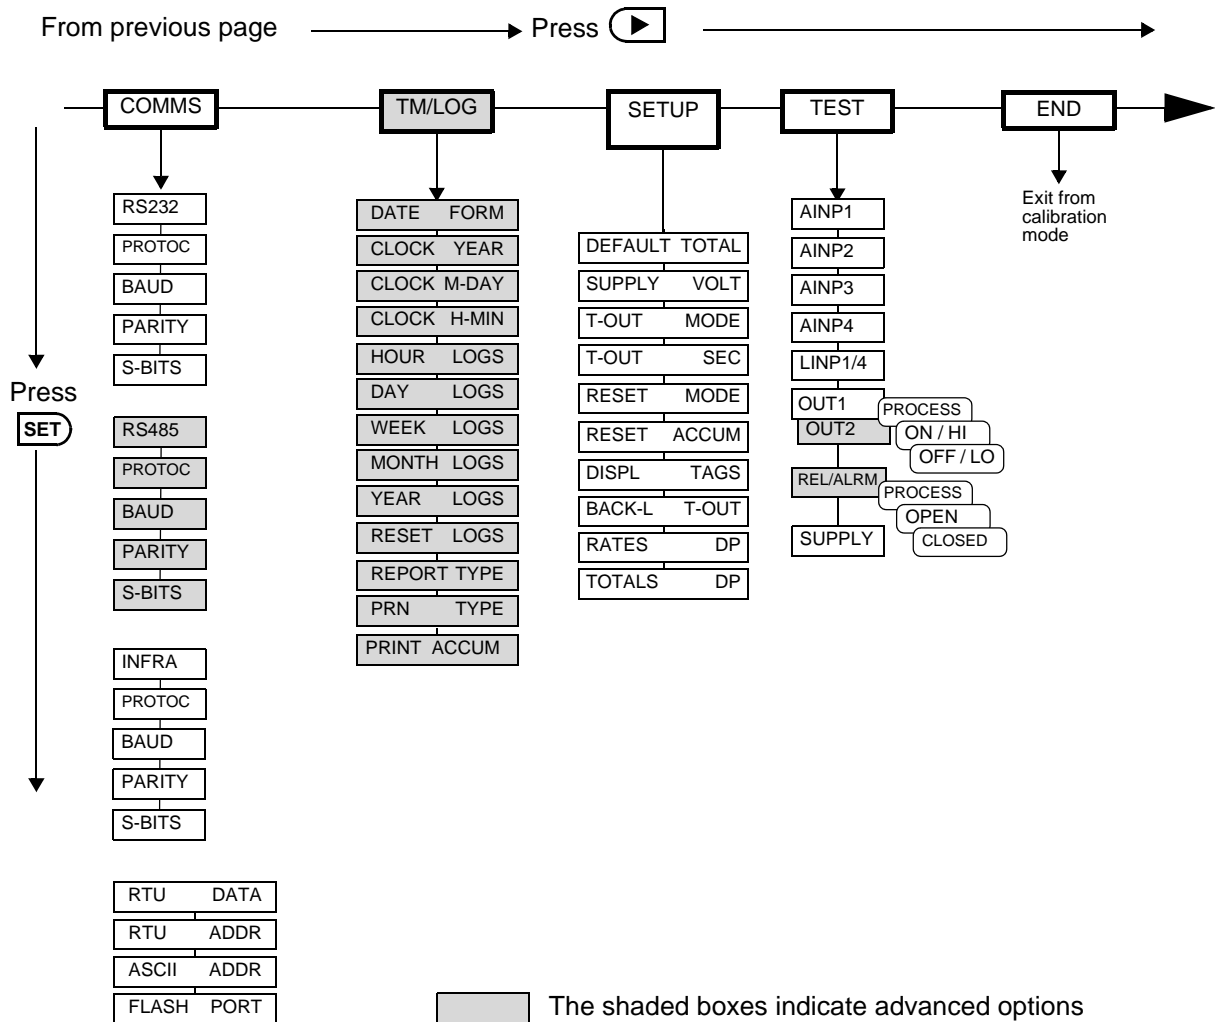 From previous page
Press
COMMS
TM/LOG
SETUP
TEST
END
Press
SET
RS232
PROTOC
BAUD
PARITY
S-BITS
RS485
PROTOC
BAUD
PARITY
S-BITS
INFRA
PROTOC
BAUD
PARITY
S-BITS
RTU DATA
RTU ADDR
ASCII ADDR
FLASH PORT
DATE FORM
CLOCK YEAR
CLOCK M-DAY
CLOCK H-MIN
HOUR LOGS
DAY LOGS
WEEK LOGS
MONTH LOGS
YEAR LOGS
RESET LOGS
REPORT TYPE
PRN TYPE
PRINT ACCUM
DEFAULT TOTAL
SUPPLY VOLT
T-OUT MODE
T-OUT SEC
RESET MODE
RESET ACCUM
DISPL TAGS
BACK-L T-OUT
RATES DP
TOTALS DP
AINP1
AINP2
AINP3
AINP4
LINP1/4
OUT1
OUT2
PROCESS
ON / HI
OFF / LO
REL/ALRM
PROCESS
OPEN
CLOSED
SUPPLY
Exit from
calibration
mode
The shaded boxes indicate advanced options